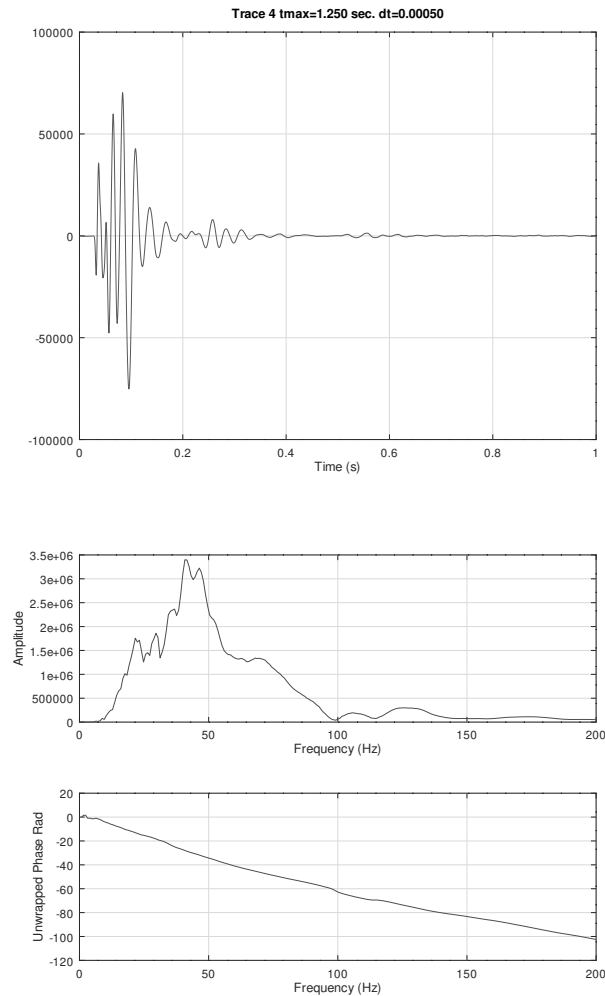 Trace 4 tmax=1.250 sec. dt=0.00050
100000
50000
0
-50000
-100000
0 0.2 0.4 0.6 0.8 1
Time (s)
3.5e+06
3e+06
2.5e+06
2e+06
1.5e+06
1e+06
500000
0
Amplitude
0 50 100 150 200
Frequency (Hz)
20
0
-20
-40
-60
-80
-100
-120
Unwrapped Phase Rad
0 50 100 150 200
Frequency (Hz)